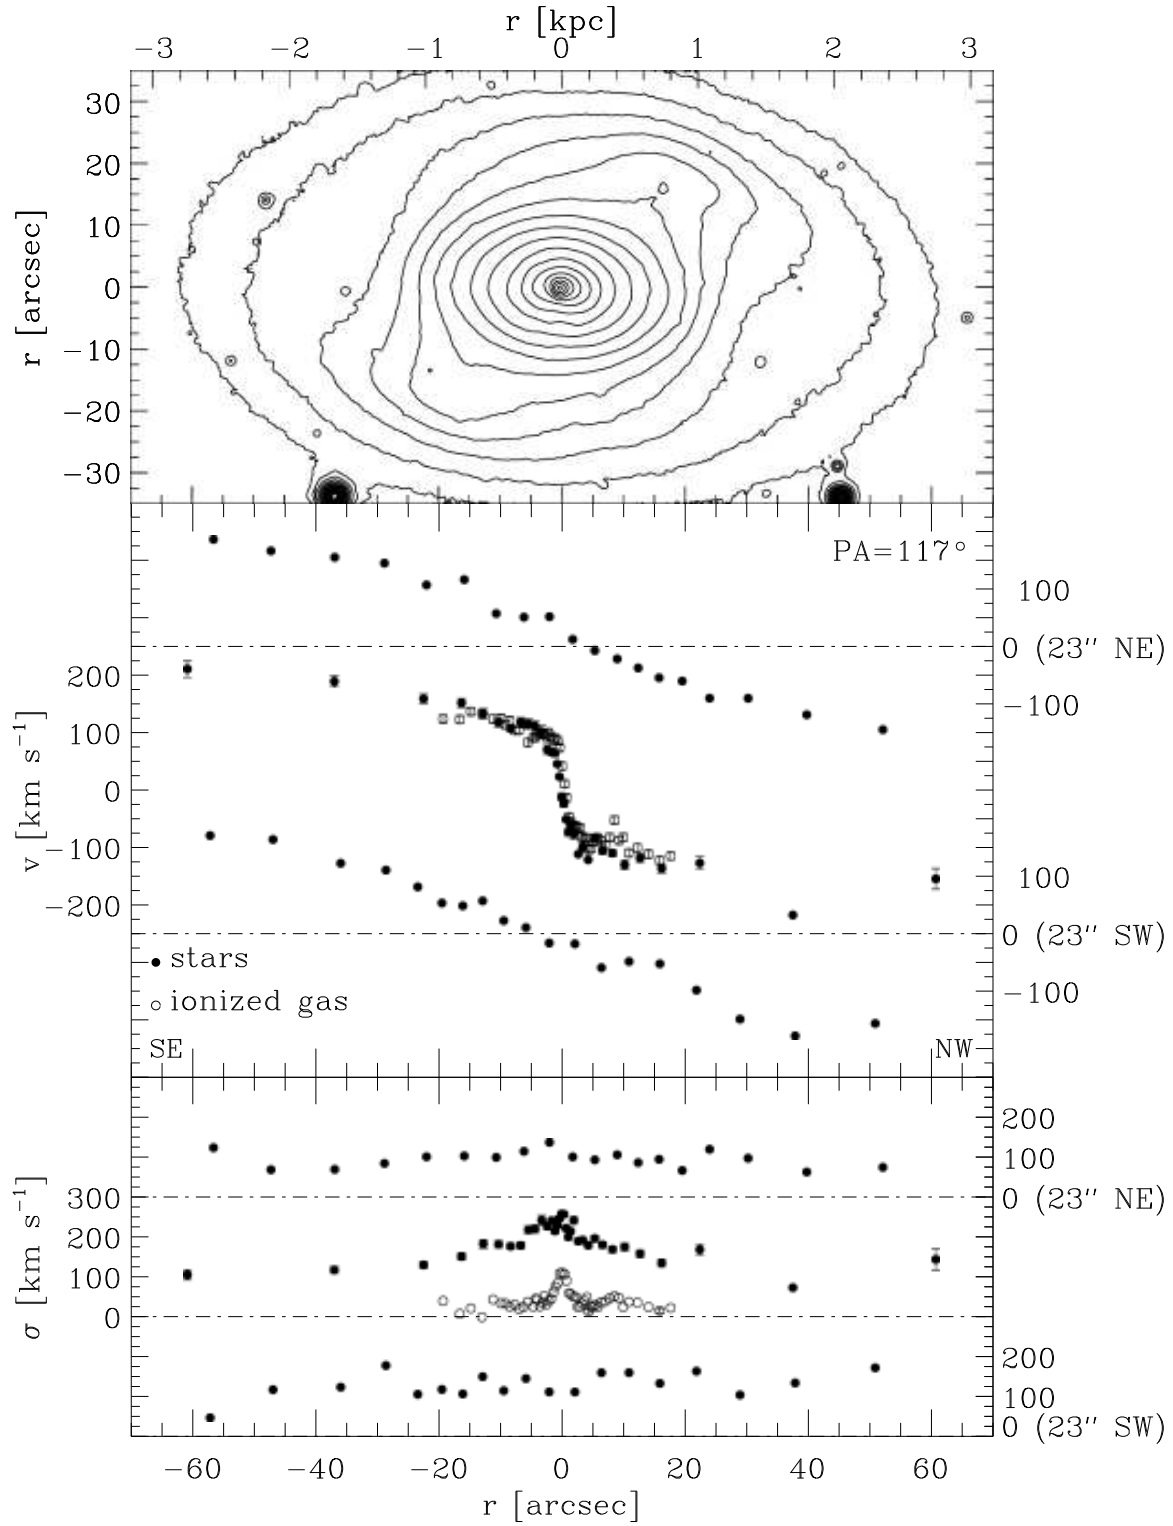 r [kpc]
−3 −2 −1 0 1 2 3
30
20
10
0
−10
−20
−30
r [arcsec]
PA=117°
100
0 (23″ NE)
−100
200
100
0
−100
−200
v [km s⁻¹]
100
0 (23″ SW)
−100
stars
ionized gas
SE NW
200
100
0 (23″ NE)
300
200
100
0
σ [km s⁻¹]
200
100
0 (23″ SW)
−60 −40 −20 0 20 40 60
r [arcsec]